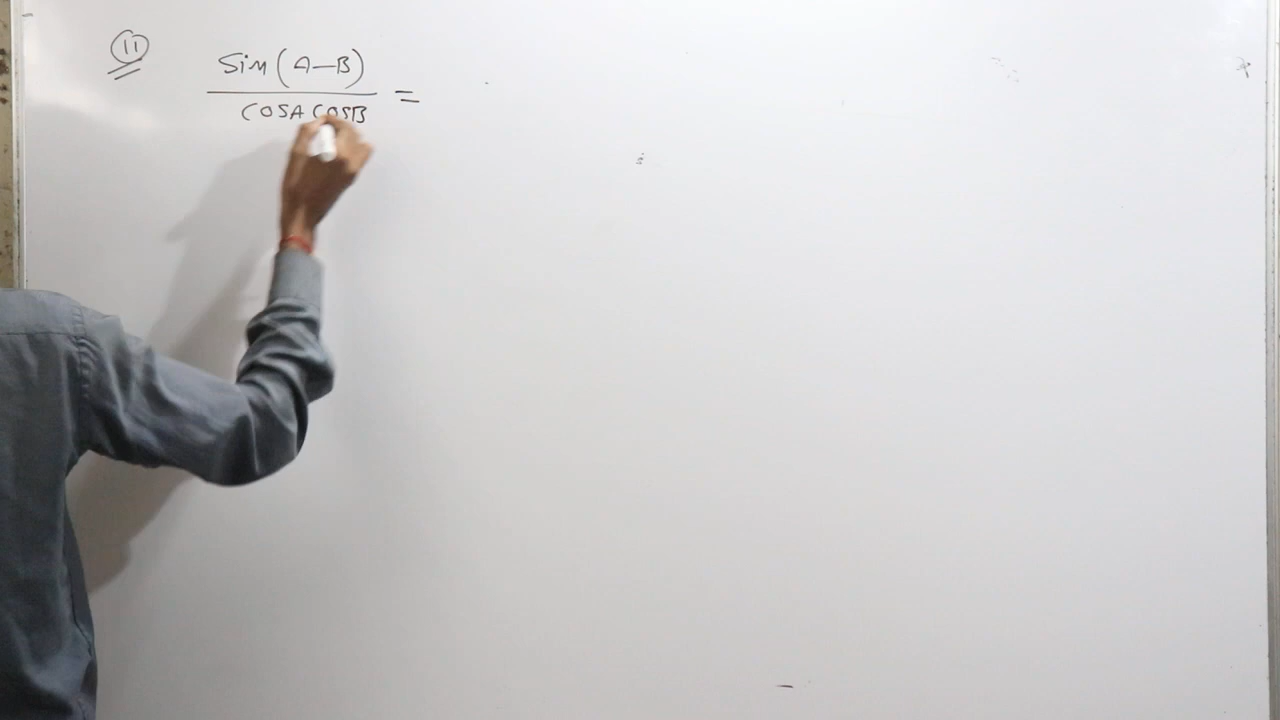 11
Sin(A-B)
COSA COSB =